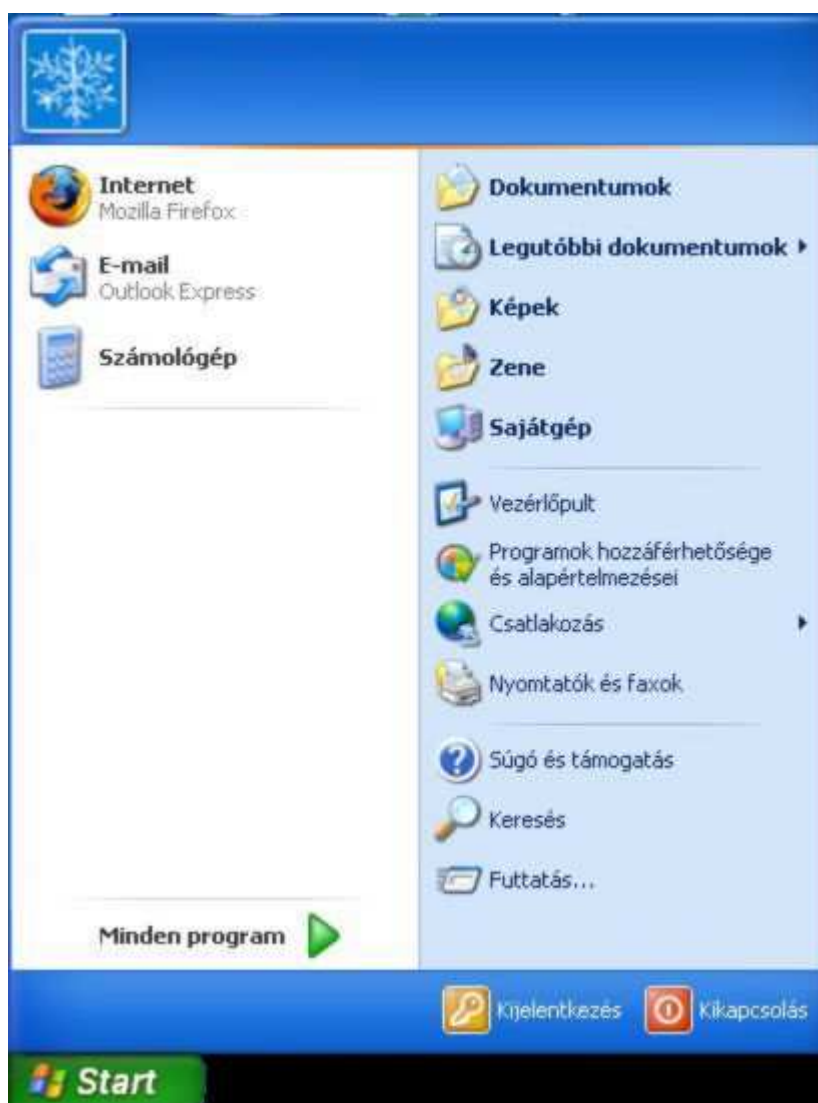 Internet
Mozilla Firefox
E-mail
Outlook Express
Számológép
Minden program
Dokumentumok
Legutóbbi dokumentumok
Képek
Zene
Sajátgép
Vezérlőpult
Programok hozzáférhetősége
és alapértelmezései
Csatlakozás
Nyomtatók és faxok
Súgó és támogatás
Keresés
Futtatás...
Kijelentkezés
Kikapcsolás
Start